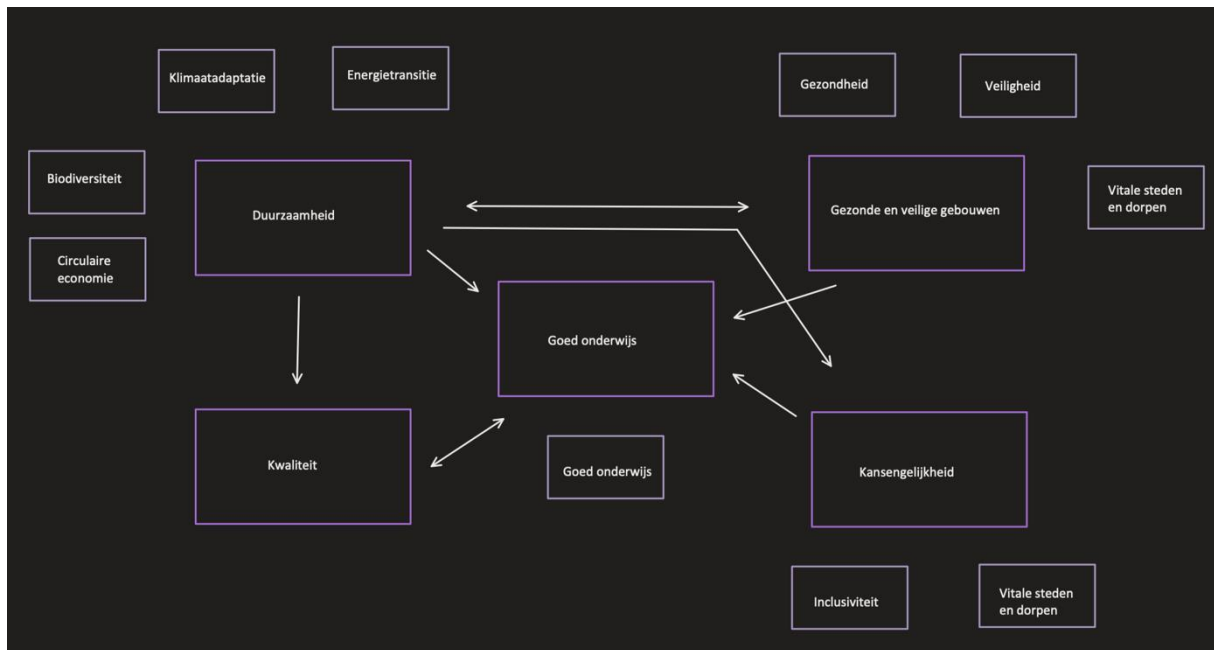 Klimaatadaptatie
Energietransitie
Gezondheid
Veiligheid
Biodiversiteit
Duurzaamheid
Gezonde en veilige gebouwen
Vitale steden
en dorpen
Circulaire
economie
Goed onderwijs
Kwaliteit
Goed onderwijs
Kansengelijkheid
Inclusiviteit
Vitale steden
en dorpen